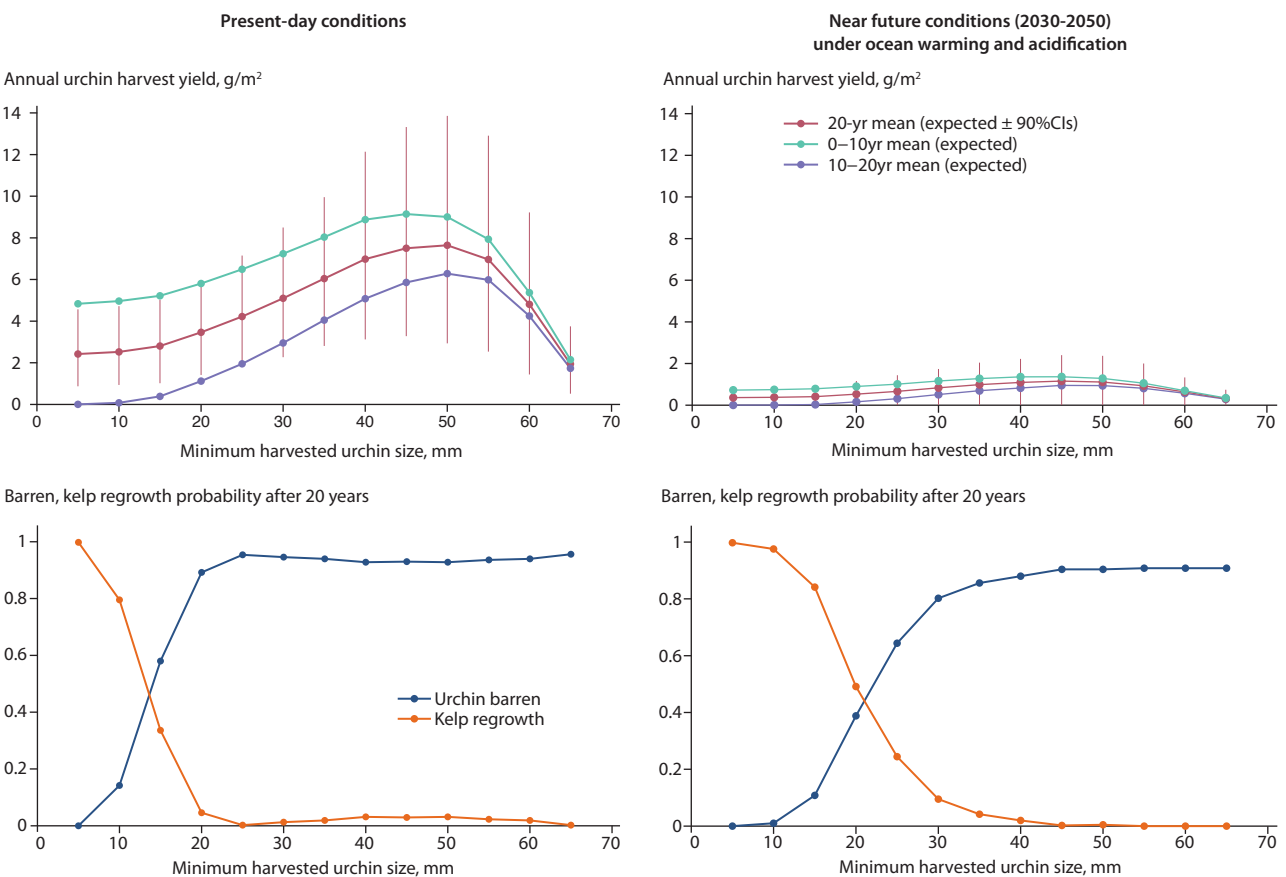 Present-day conditions
Near future conditions (2030-2050)
under ocean warming and acidification
Annual urchin harvest yield, g/m²
14
12
10
8
6
4
2
0
0 10 20 30 40 50 60 70
Minimum harvested urchin size, mm
Annual urchin harvest yield, g/m²
14
12
10
8
6
4
2
0
20-yr mean (expected ± 90%CIs)
0–10yr mean (expected)
10–20yr mean (expected)
0 10 20 30 40 50 60 70
Minimum harvested urchin size, mm
Barren, kelp regrowth probability after 20 years
1
0.8
0.6
0.4
0.2
0
Urchin barren
Kelp regrowth
0 10 20 30 40 50 60 70
Minimum harvested urchin size, mm
Barren, kelp regrowth probability after 20 years
1
0.8
0.6
0.4
0.2
0
0 10 20 30 40 50 60 70
Minimum harvested urchin size, mm